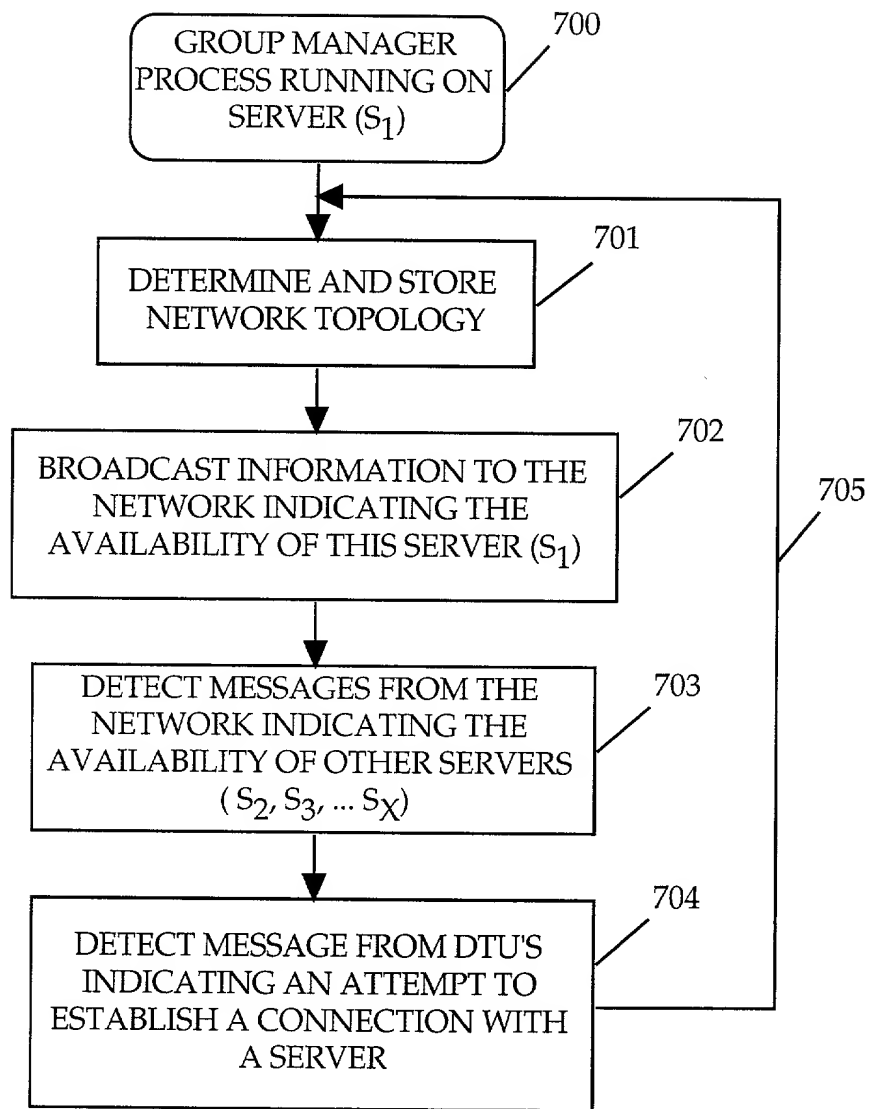 GROUP MANAGER
PROCESS RUNNING ON
SERVER (S1)
700
701
DETERMINE AND STORE
NETWORK TOPOLOGY
702
BROADCAST INFORMATION TO THE
NETWORK INDICATING THE
AVAILABILITY OF THIS SERVER (S1)
705
703
DETECT MESSAGES FROM THE
NETWORK INDICATING THE
AVAILABILITY OF OTHER SERVERS
( S2, S3, ... SX)
704
DETECT MESSAGE FROM DTU'S
INDICATING AN ATTEMPT TO
ESTABLISH A CONNECTION WITH
A SERVER